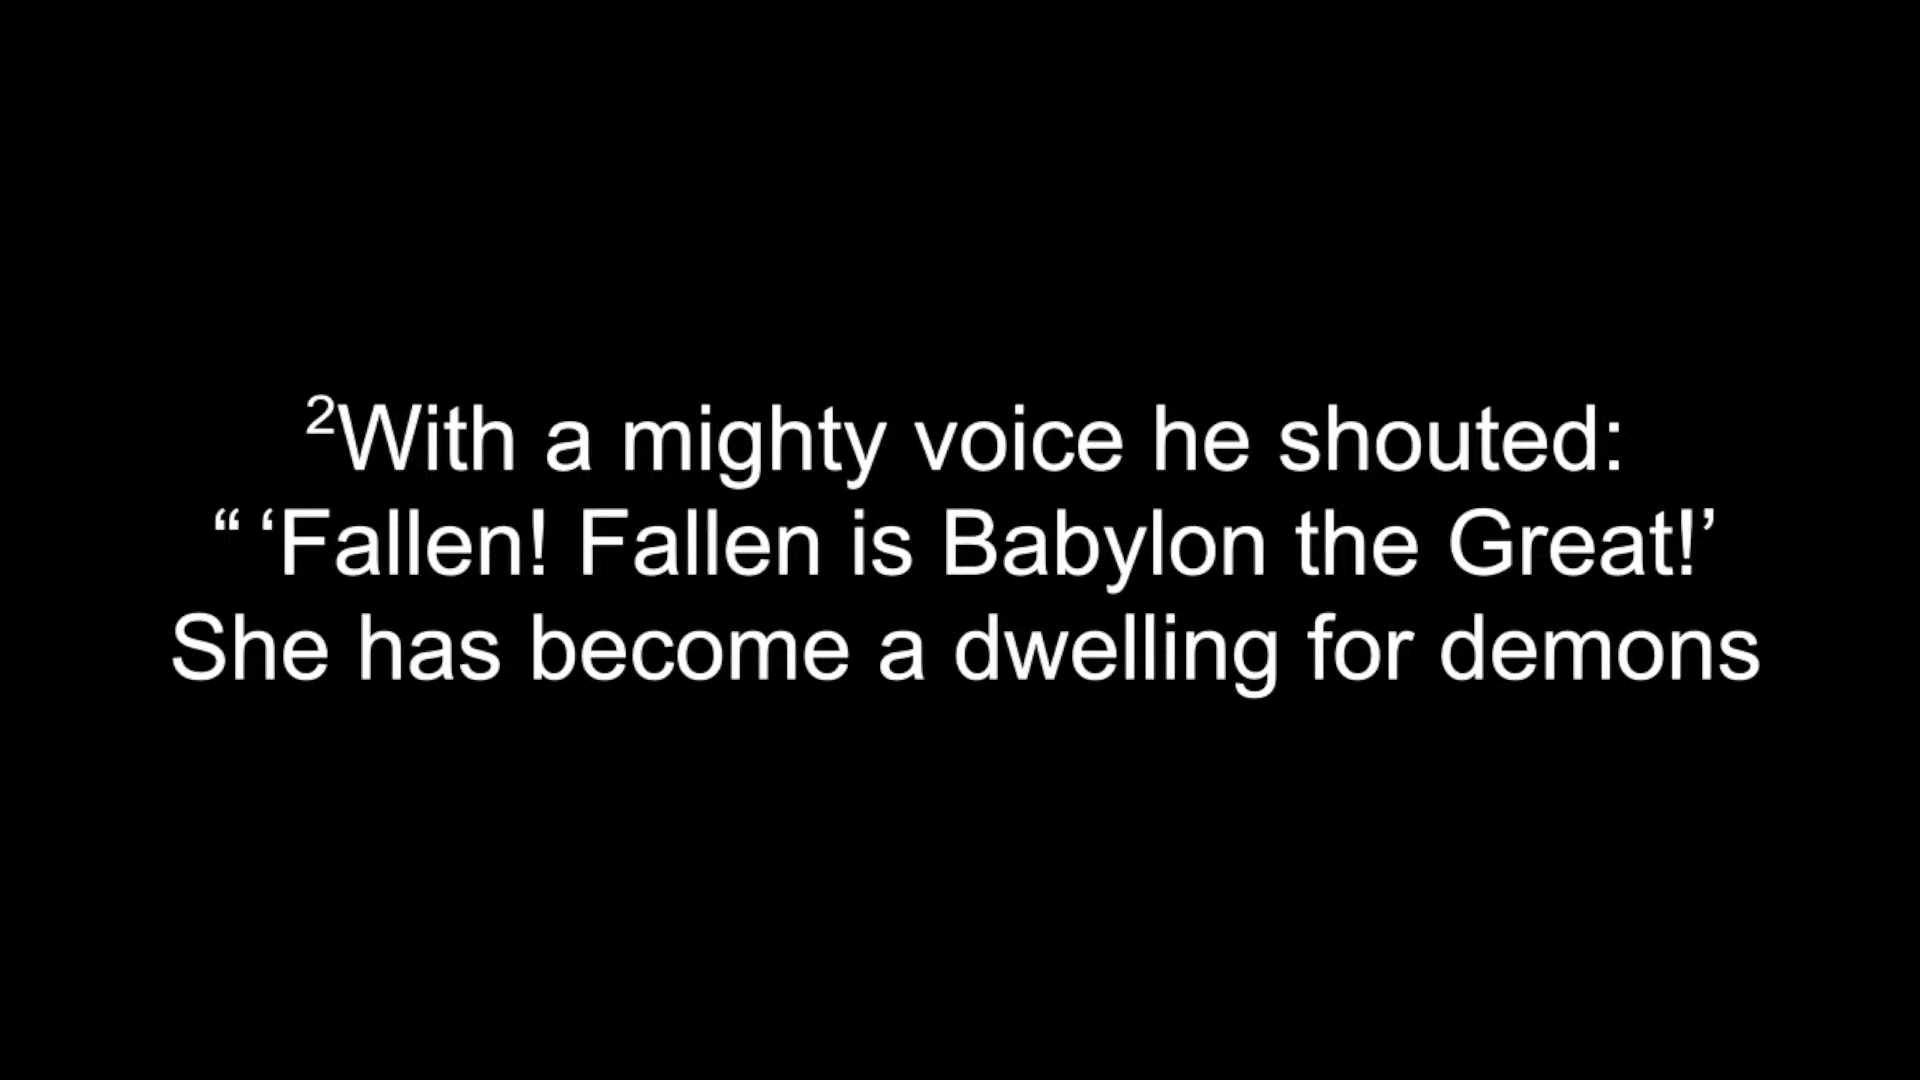 ²With a mighty voice he shouted:
“ ‘Fallen! Fallen is Babylon the Great!’
She has become a dwelling for demons